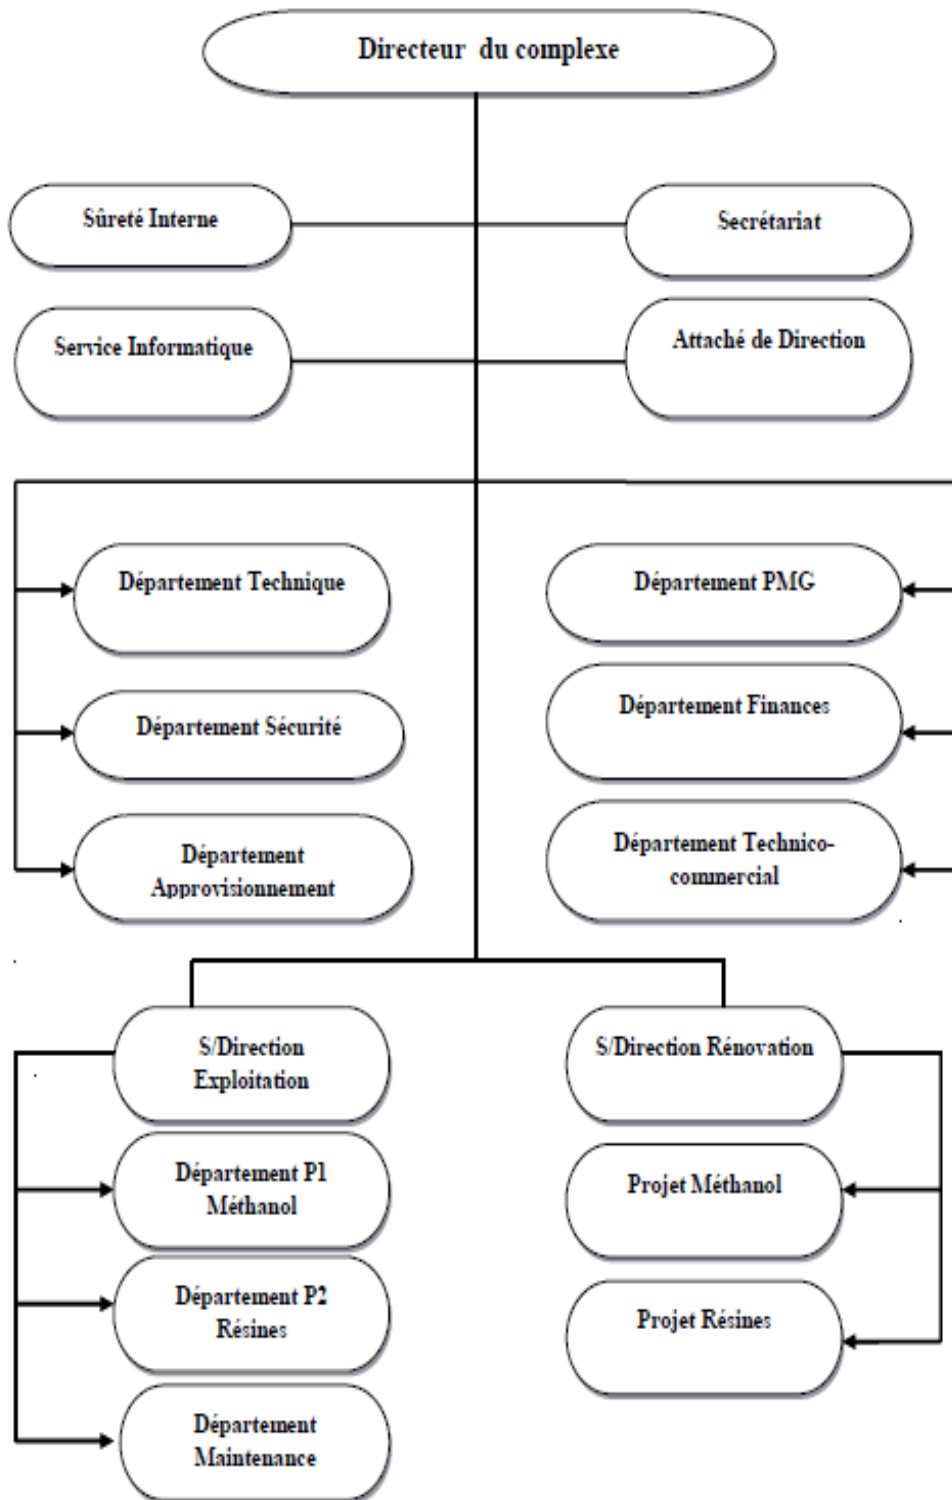 Directeur du complexe
Sûreté Interne
Secrétariat
Service Informatique
Attaché de Direction
Département Technique
Département PMG
Département Sécurité
Département Finances
Département
Approvisionnement
Département Technico-
commercial
S/Direction
Exploitation
S/Direction Rénovation
Département P1
Méthanol
Projet Méthanol
Département P2
Résines
Projet Résines
Département
Maintenance